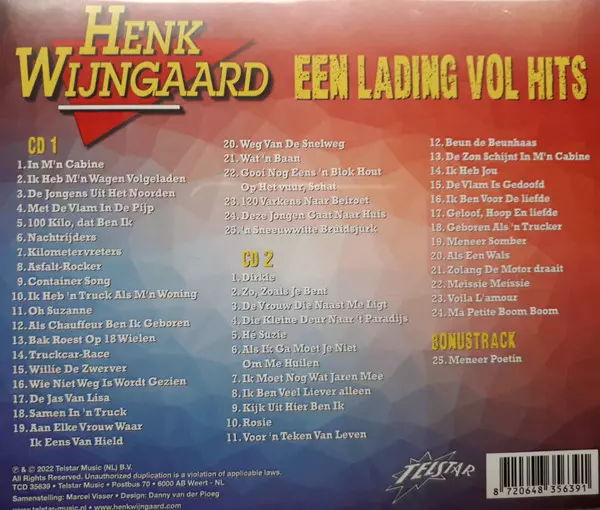 HENK
WIJNGAARD
EEN LADING VOL HITS
CD 1
1. In M'n Cabine
2. Ik Heb M'n Wagen Volgeladen
3. De Jongens Uit Het Noorden
4. Met De Vlam In De Pijp
5. 100 Kilo, dat Ben Ik
6. Nachtrijders
7. Kilometervreters
8. Asfalt-Rocker
9. Container Song
10. Ik Heb 'n Truck Als M'n Woning
11. Oh Suzanne
12. Als Chauffeur Ben Ik Geboren
13. Bak Roest Op 18 Wielen
14. Truckcar-Race
15. Willie De Zwerver
16. Wie Niet Weg Is Wordt Gezien
17. De Jas Van Lisa
18. Samen In 'n Truck
19. Aan Elke Vrouw Waar
Ik Eens Van Hield
20. Weg Van De Snelweg
21. Wat 'n Baan
22. Gooi Nog Eens 'n Blok Hout
Op Het vuur, Schat
23. 120 Varkens Naar Beiroet
24. Deze Jongen Gaat Naar Huis
25. 'n Sneeuwwitte Bruidsjurk
CD 2
1. Dirkie
2. Zo, Zoals Je Bent
3. De Vrouw Die Naast Me Ligt
4. Die Kleine Deur Naar 't Paradijs
5. Hé Suzie
6. Als Ik Ga Moet Je Niet
Om Me Huilen
7. Ik Moet Nog Wat Jaren Mee
8. Ik Ben Veel Liever alleen
9. Kijk Uit Hier Ben Ik
10. Rosie
11. Voor 'n Teken Van Leven
12. Beun de Beunhaas
13. De Zon Schijnt In M'n Cabine
14. Ik Heb Jou
15. De Vlam Is Gedoofd
16. Ik Ben Voor De liefde
17. Geloof, Hoop En liefde
18. Geboren Als 'n Trucker
19. Meneer Somber
20. Als Een Wals
21. Zolang De Motor draait
22. Meissie Meissie
23. Voila L'amour
24. Ma Petite Boom Boom
BONUSTRACK
25. Meneer Poetin
℗ & © 2022 Telstar Music (NL) B.V.
All Rights Reserved. Unauthorized duplication is a violation of applicable laws.
TCD 35639 • Telstar Music • Postbus 70 • 6000 AB Weert - NL
Samenstelling: Marcel Visser • Design: Danny van der Ploeg
www.telstar-music.nl • www.henkwijngaard.com
TELSTAR
8 720648 356391